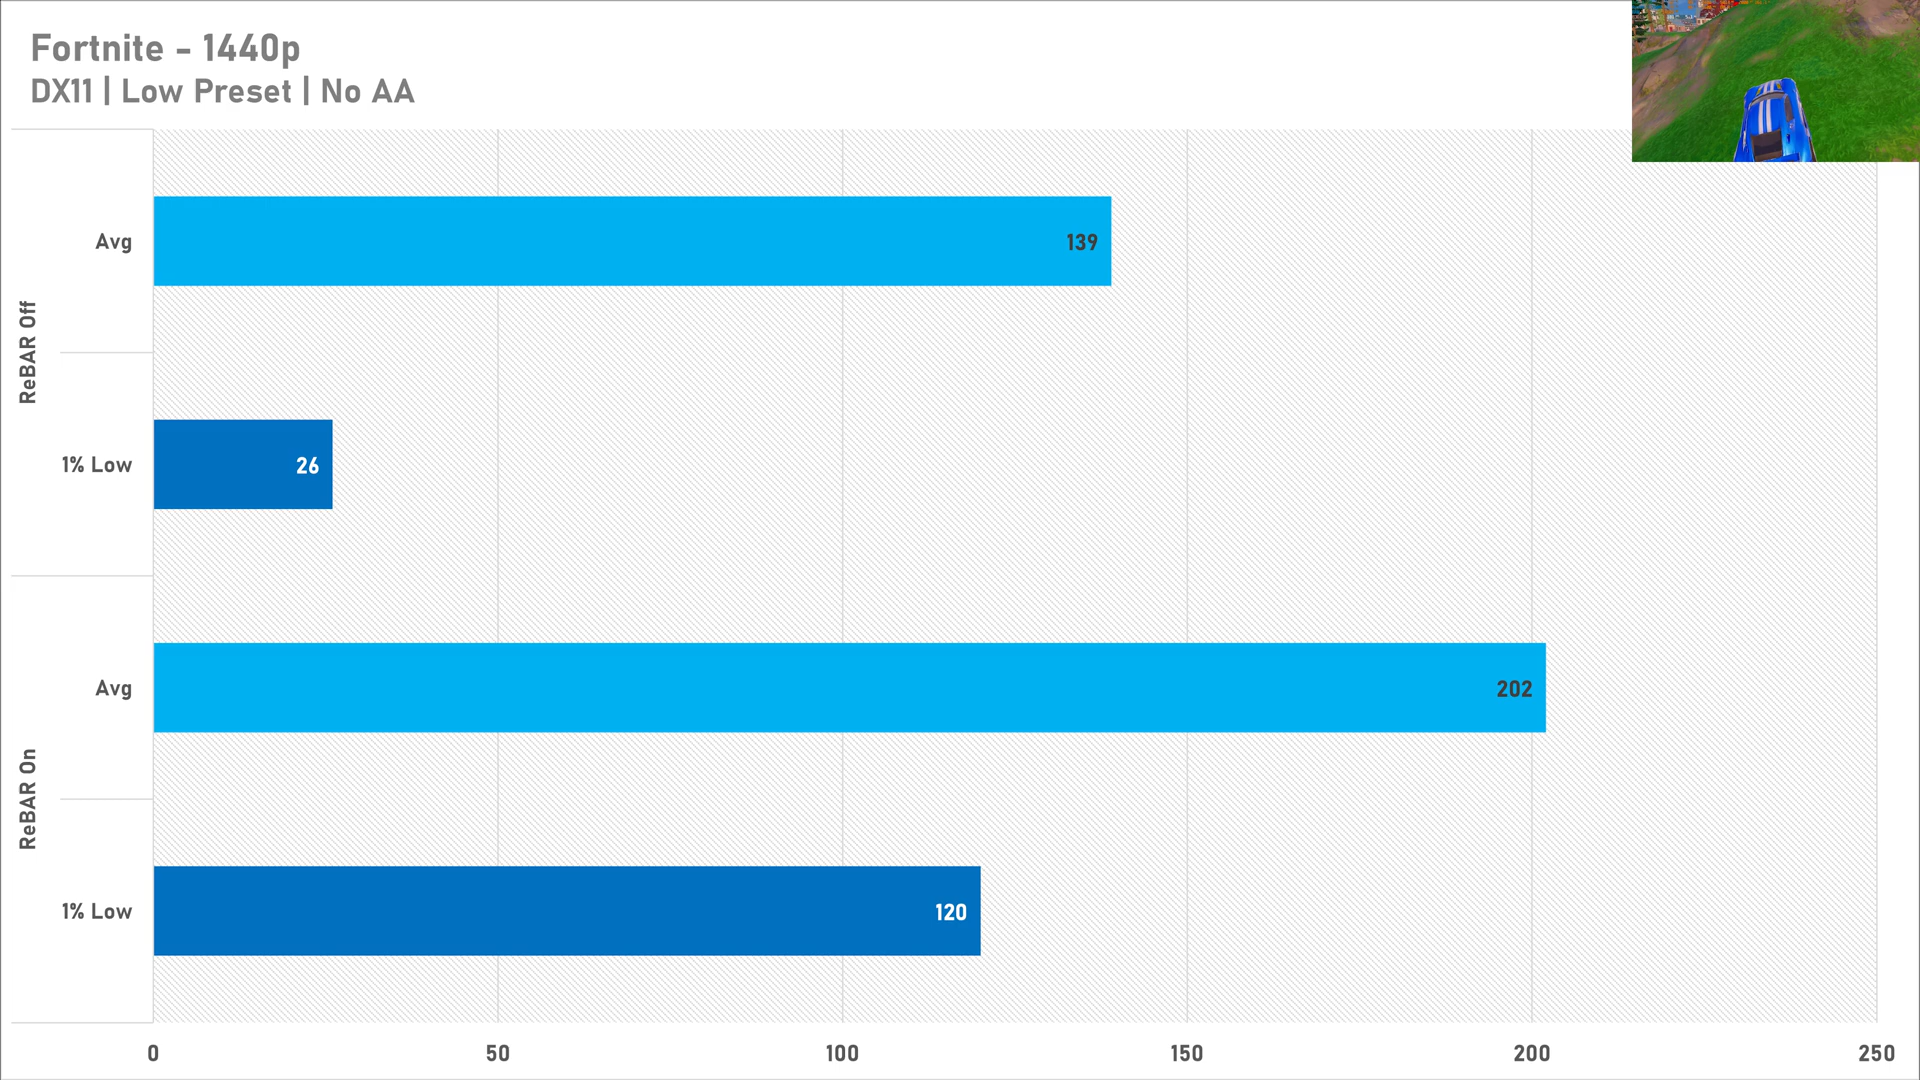 Fortnite - 1440p
DX11 | Low Preset | No AA
ReBAR Off
Avg
139
1% Low
26
ReBAR On
Avg
202
1% Low
120
0
50
100
150
200
250